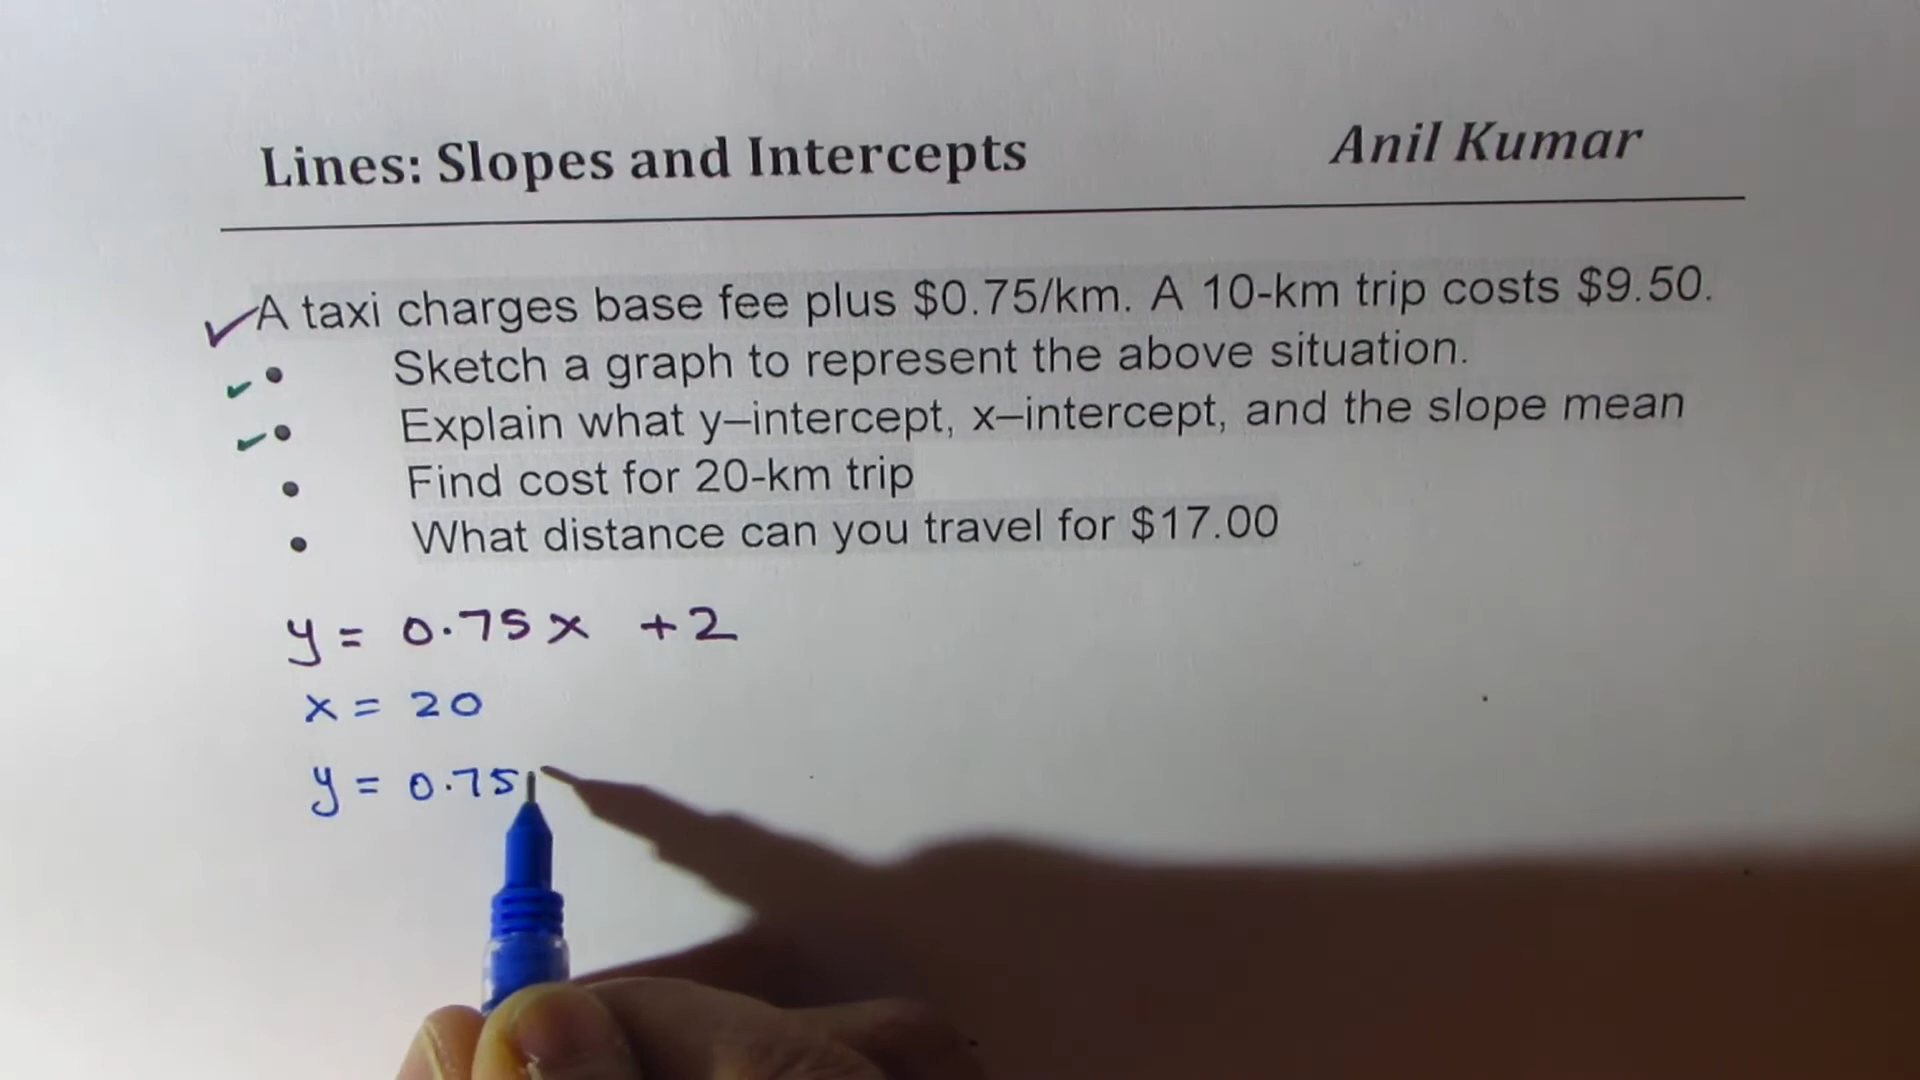 Lines: Slopes and Intercepts Anil Kumar
A taxi charges base fee plus $0.75/km. A 10-km trip costs $9.50.
• Sketch a graph to represent the above situation.
• Explain what y–intercept, x–intercept, and the slope mean
• Find cost for 20-km trip
• What distance can you travel for $17.00
y = 0.75x + 2
x = 20
y = 0.75